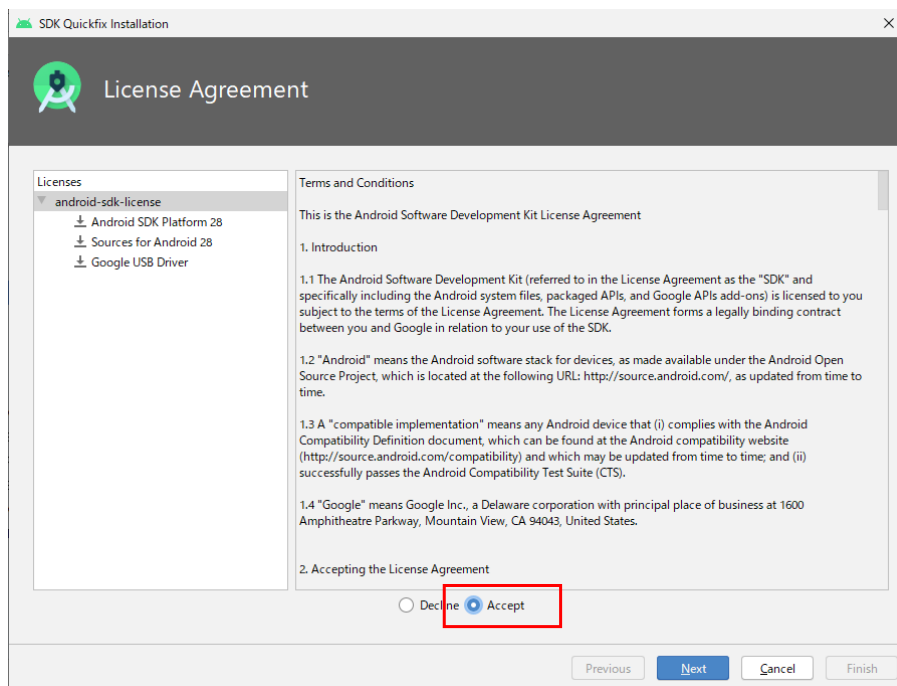 SDK Quickfix Installation
License Agreement
Licenses
android-sdk-license
Android SDK Platform 28
Sources for Android 28
Google USB Driver
Terms and Conditions
This is the Android Software Development Kit License Agreement
1. Introduction
1.1 The Android Software Development Kit (referred to in the License Agreement as the "SDK" and
specifically including the Android system files, packaged APIs, and Google APIs add-ons) is licensed to you
subject to the terms of the License Agreement. The License Agreement forms a legally binding contract
between you and Google in relation to your use of the SDK.
1.2 "Android" means the Android software stack for devices, as made available under the Android Open
Source Project, which is located at the following URL: http://source.android.com/, as updated from time to
time.
1.3 A "compatible implementation" means any Android device that (i) complies with the Android
Compatibility Definition document, which can be found at the Android compatibility website
(http://source.android.com/compatibility) and which may be updated from time to time; and (ii)
successfully passes the Android Compatibility Test Suite (CTS).
1.4 "Google" means Google Inc., a Delaware corporation with principal place of business at 1600
Amphitheatre Parkway, Mountain View, CA 94043, United States.
2. Accepting the License Agreement
Decline Accept
Previous Next Cancel Finish